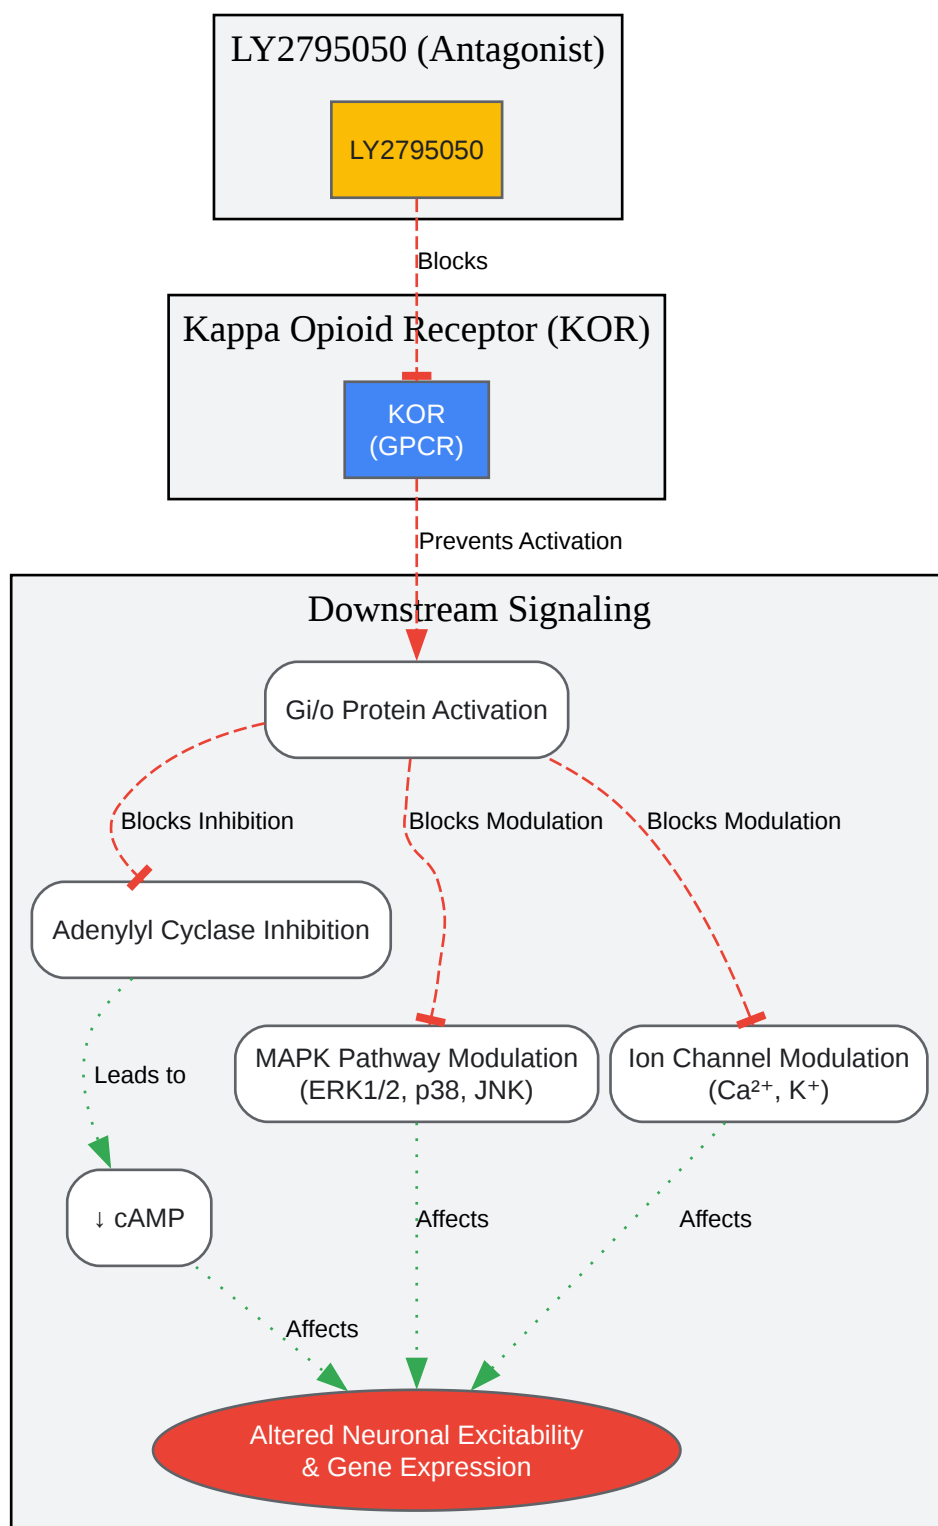 LY2795050 (Antagonist)
LY2795050
Blocks
Kappa Opioid Receptor (KOR)
KOR
(GPCR)
Prevents Activation
Downstream Signaling
Gi/o Protein Activation
Blocks Inhibition
Blocks Modulation
Blocks Modulation
Adenylyl Cyclase Inhibition
MAPK Pathway Modulation
(ERK1/2, p38, JNK)
Ion Channel Modulation
(Ca²⁺, K⁺)
Leads to
↓ cAMP
Affects
Affects
Affects
Altered Neuronal Excitability
& Gene Expression